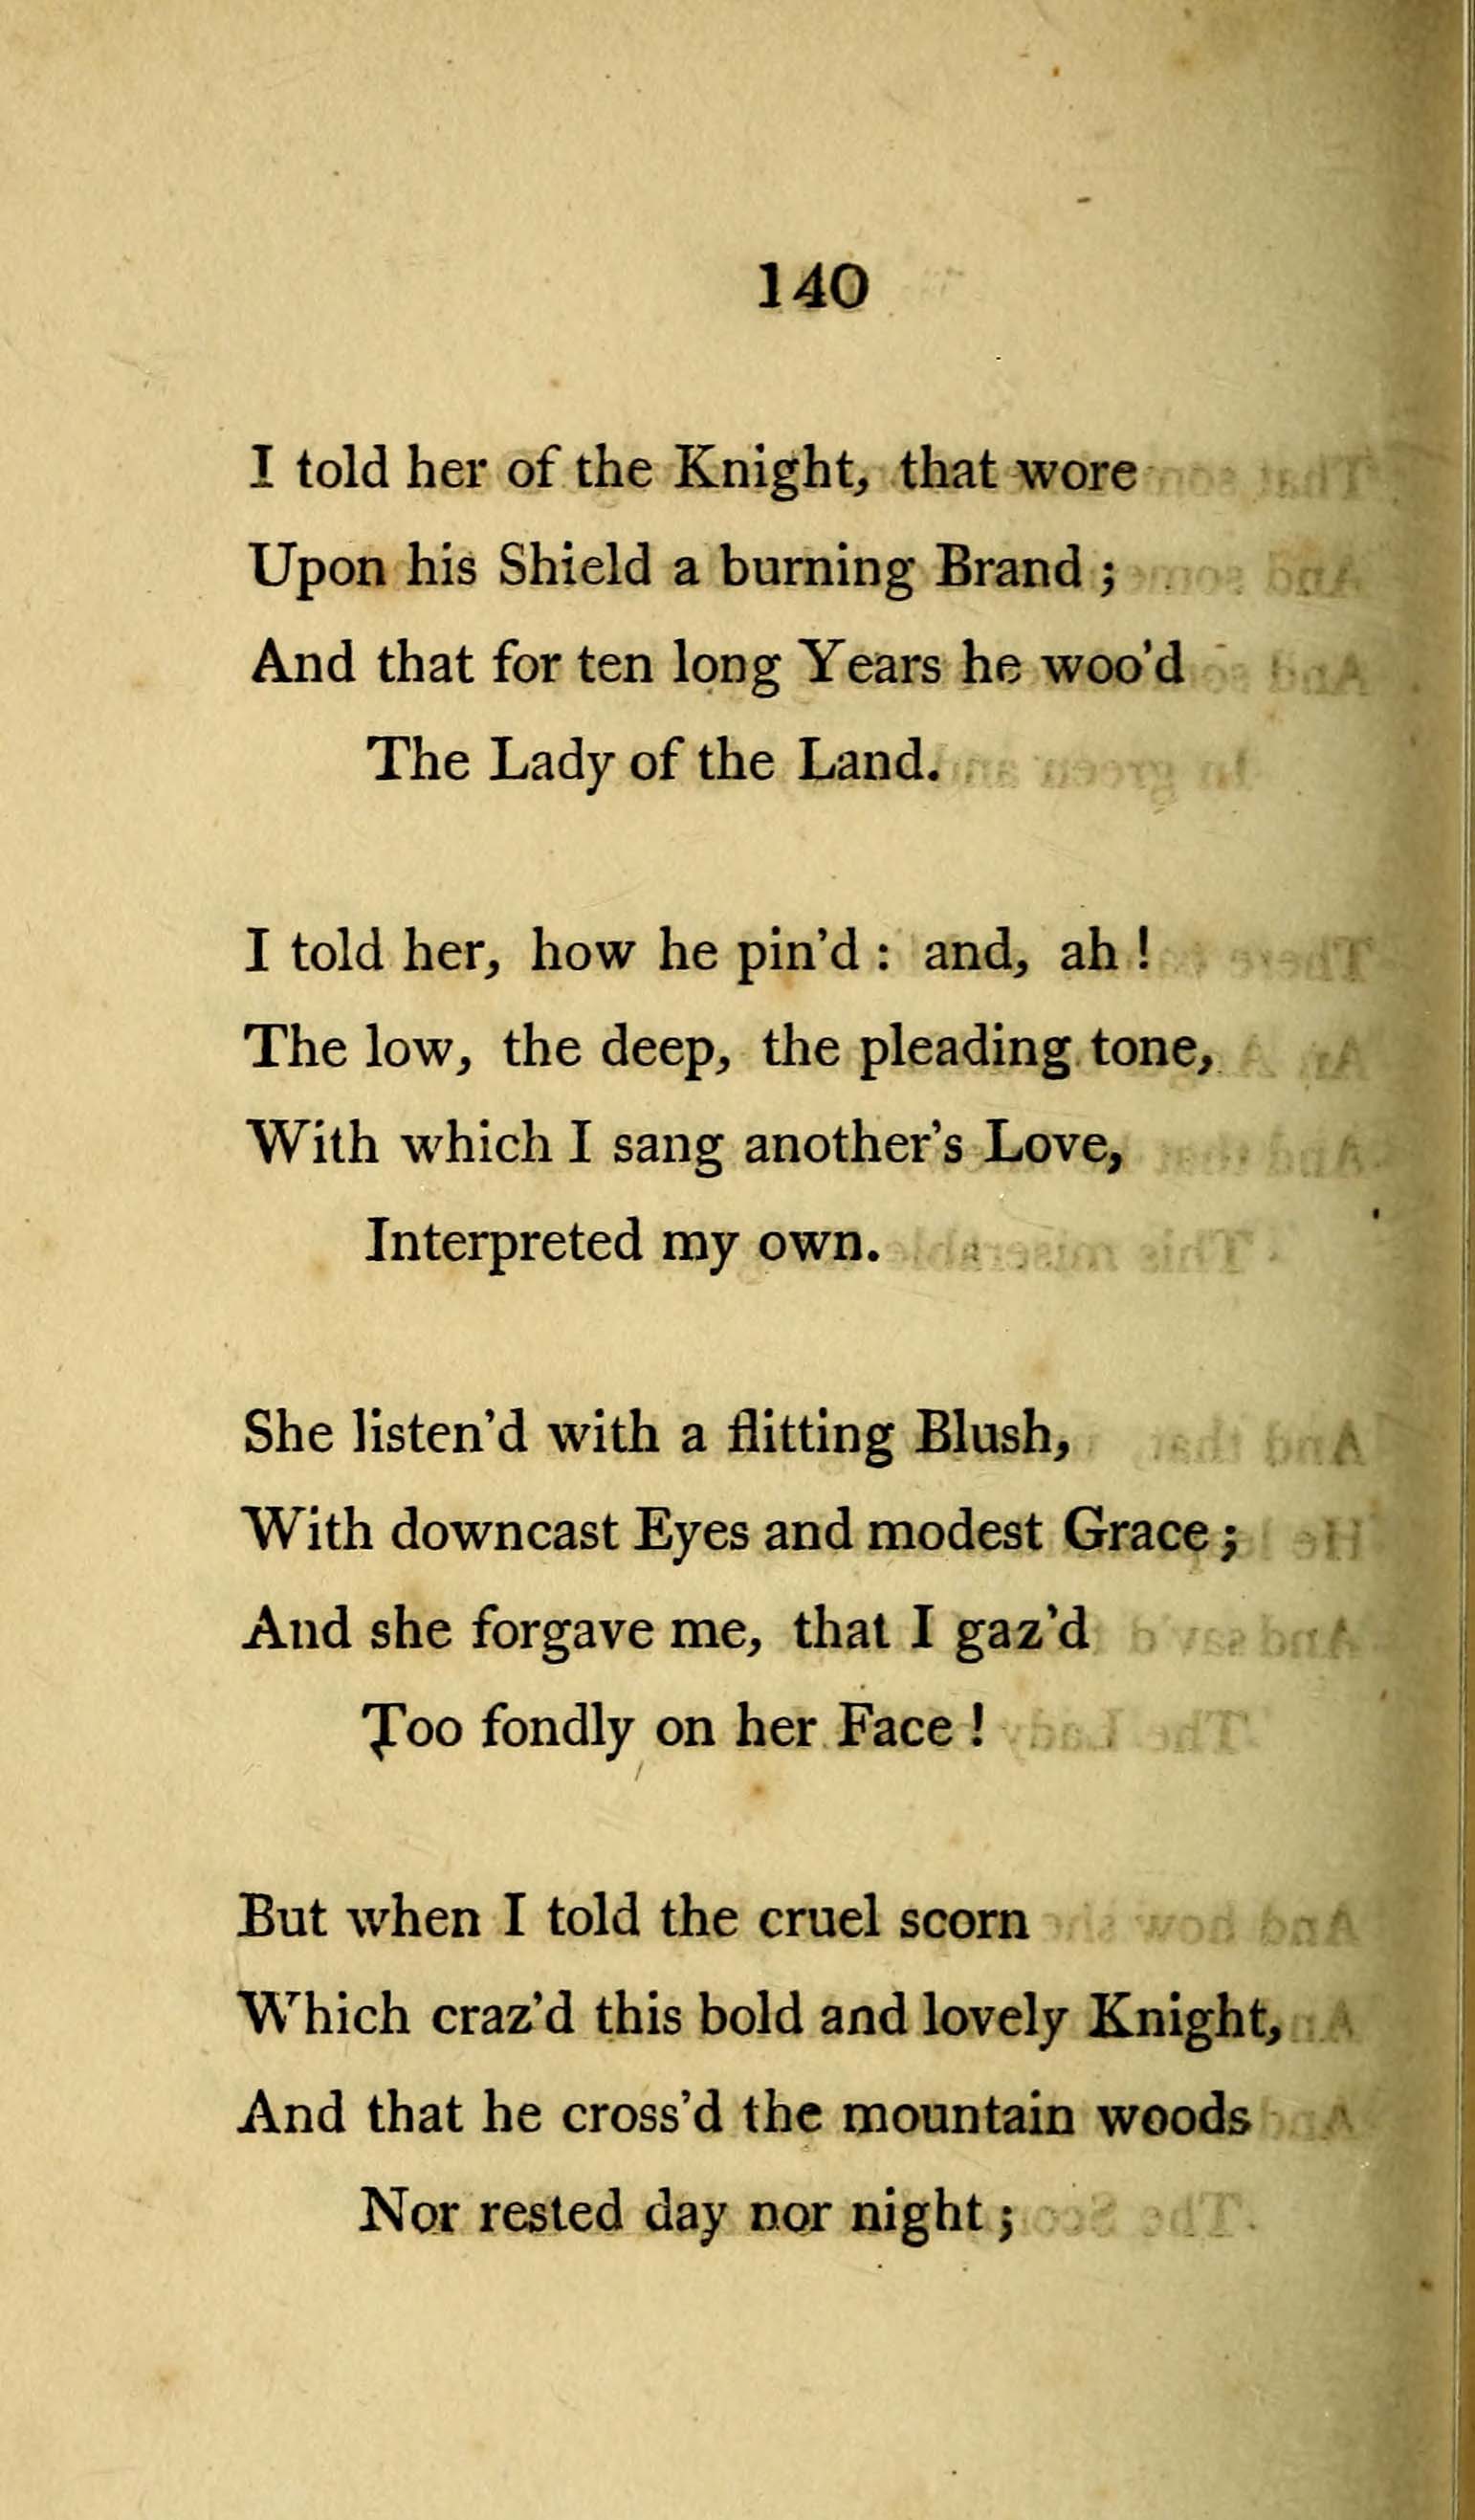 140
I told her of the Knight, that wore
Upon his Shield a burning Brand ;
And that for ten long Years he woo'd
The Lady of the Land.
I told her, how he pin'd : and, ah !
The low, the deep, the pleading tone,
With which I sang another's Love,
Interpreted my own.
She listen'd with a flitting Blush,
With downcast Eyes and modest Grace ;
And she forgave me, that I gaz'd
Too fondly on her Face !
But when I told the cruel scorn
Which craz'd this bold and lovely Knight,
And that he cross'd the mountain woods
Nor rested day nor night ;